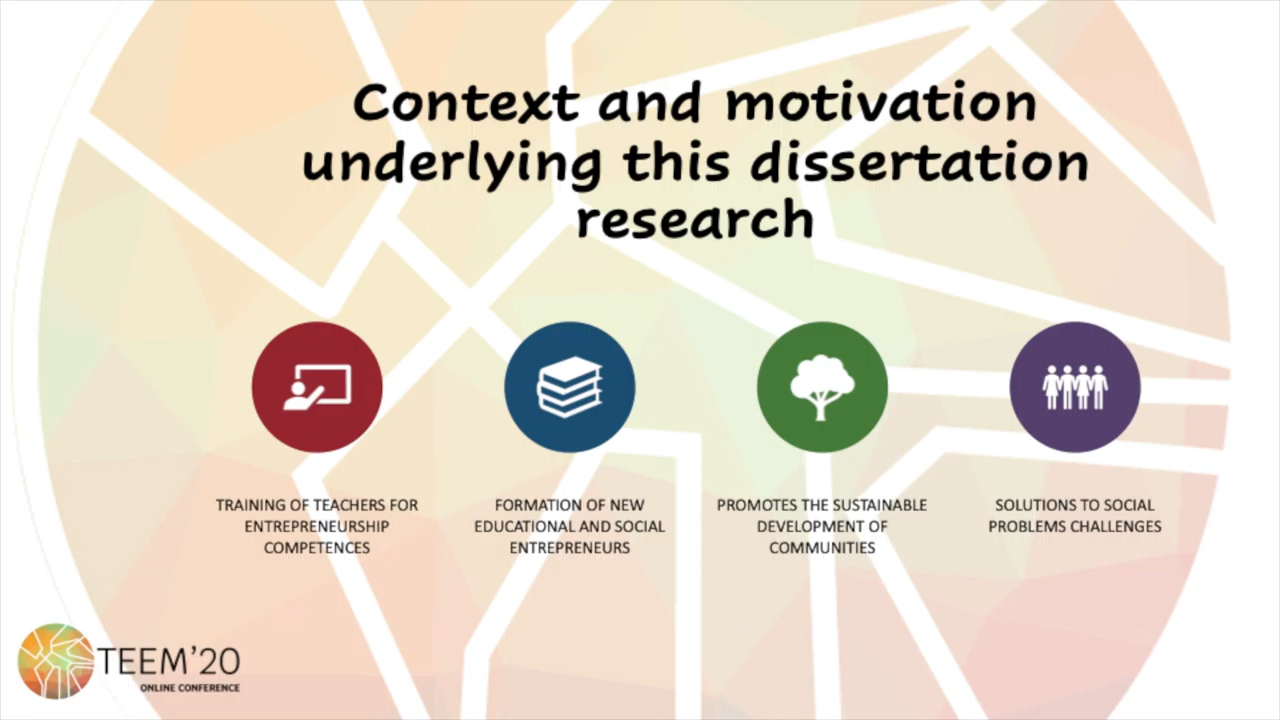 Context and motivation
underlying this dissertation
research
TRAINING OF TEACHERS FOR
ENTREPRENEURSHIP
COMPETENCES
FORMATION OF NEW
EDUCATIONAL AND SOCIAL
ENTREPRENEURS
PROMOTES THE SUSTAINABLE
DEVELOPMENT OF
COMMUNITIES
SOLUTIONS TO SOCIAL
PROBLEMS CHALLENGES
TEEM'20
ONLINE CONFERENCE